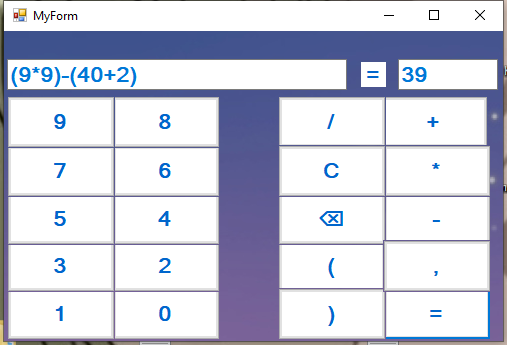 MyForm
(9*9)-(40+2) = 39
9 8 / +
7 6 C *
5 4 ⌫ -
3 2 ( ,
1 0 ) =